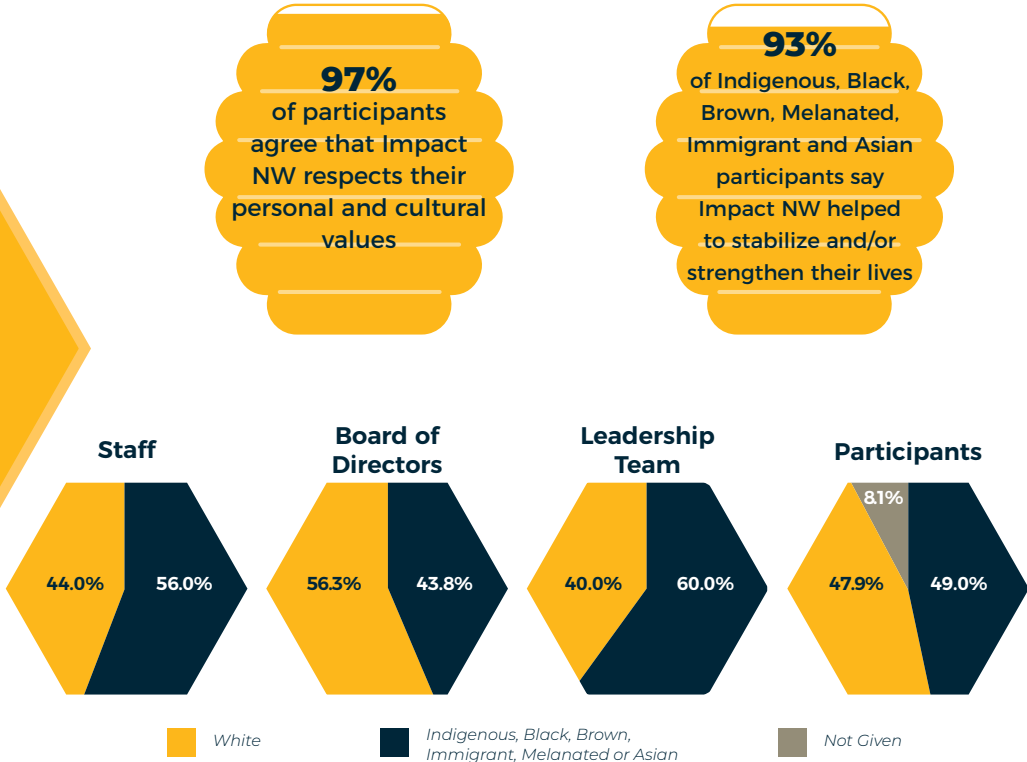 97%
of participants
agree that Impact
NW respects their
personal and cultural
values
93%
of Indigenous, Black,
Brown, Melanated,
Immigrant and Asian
participants say
Impact NW helped
to stabilize and/or
strengthen their lives
Staff
44.0%
56.0%
Board of
Directors
56.3%
43.8%
Leadership
Team
40.0%
60.0%
Participants
8.1%
47.9%
49.0%
White
Indigenous, Black, Brown,
Immigrant, Melanated or Asian
Not Given